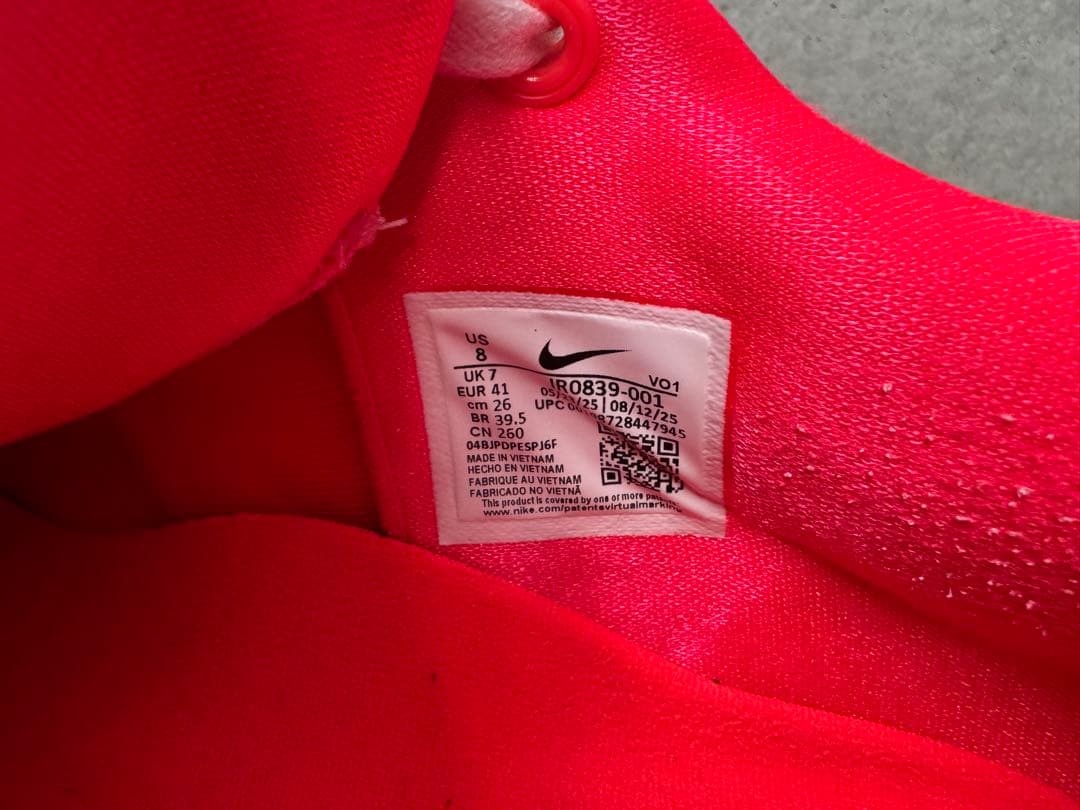 US
8
UK 7
EUR 41
cm 26
BR 39.5
CN 260
VO1
IR0839-001
08/12/25
UPC
8728447945
04BJPDPESPJ6F
MADE IN VIETNAM
HECHO EN VIETNAM
FABRIQUE AU VIETNAM
FABRICADO NO VIETNÃ
This product is covered by one or more
www.nike.com/patentsvirtualmarking